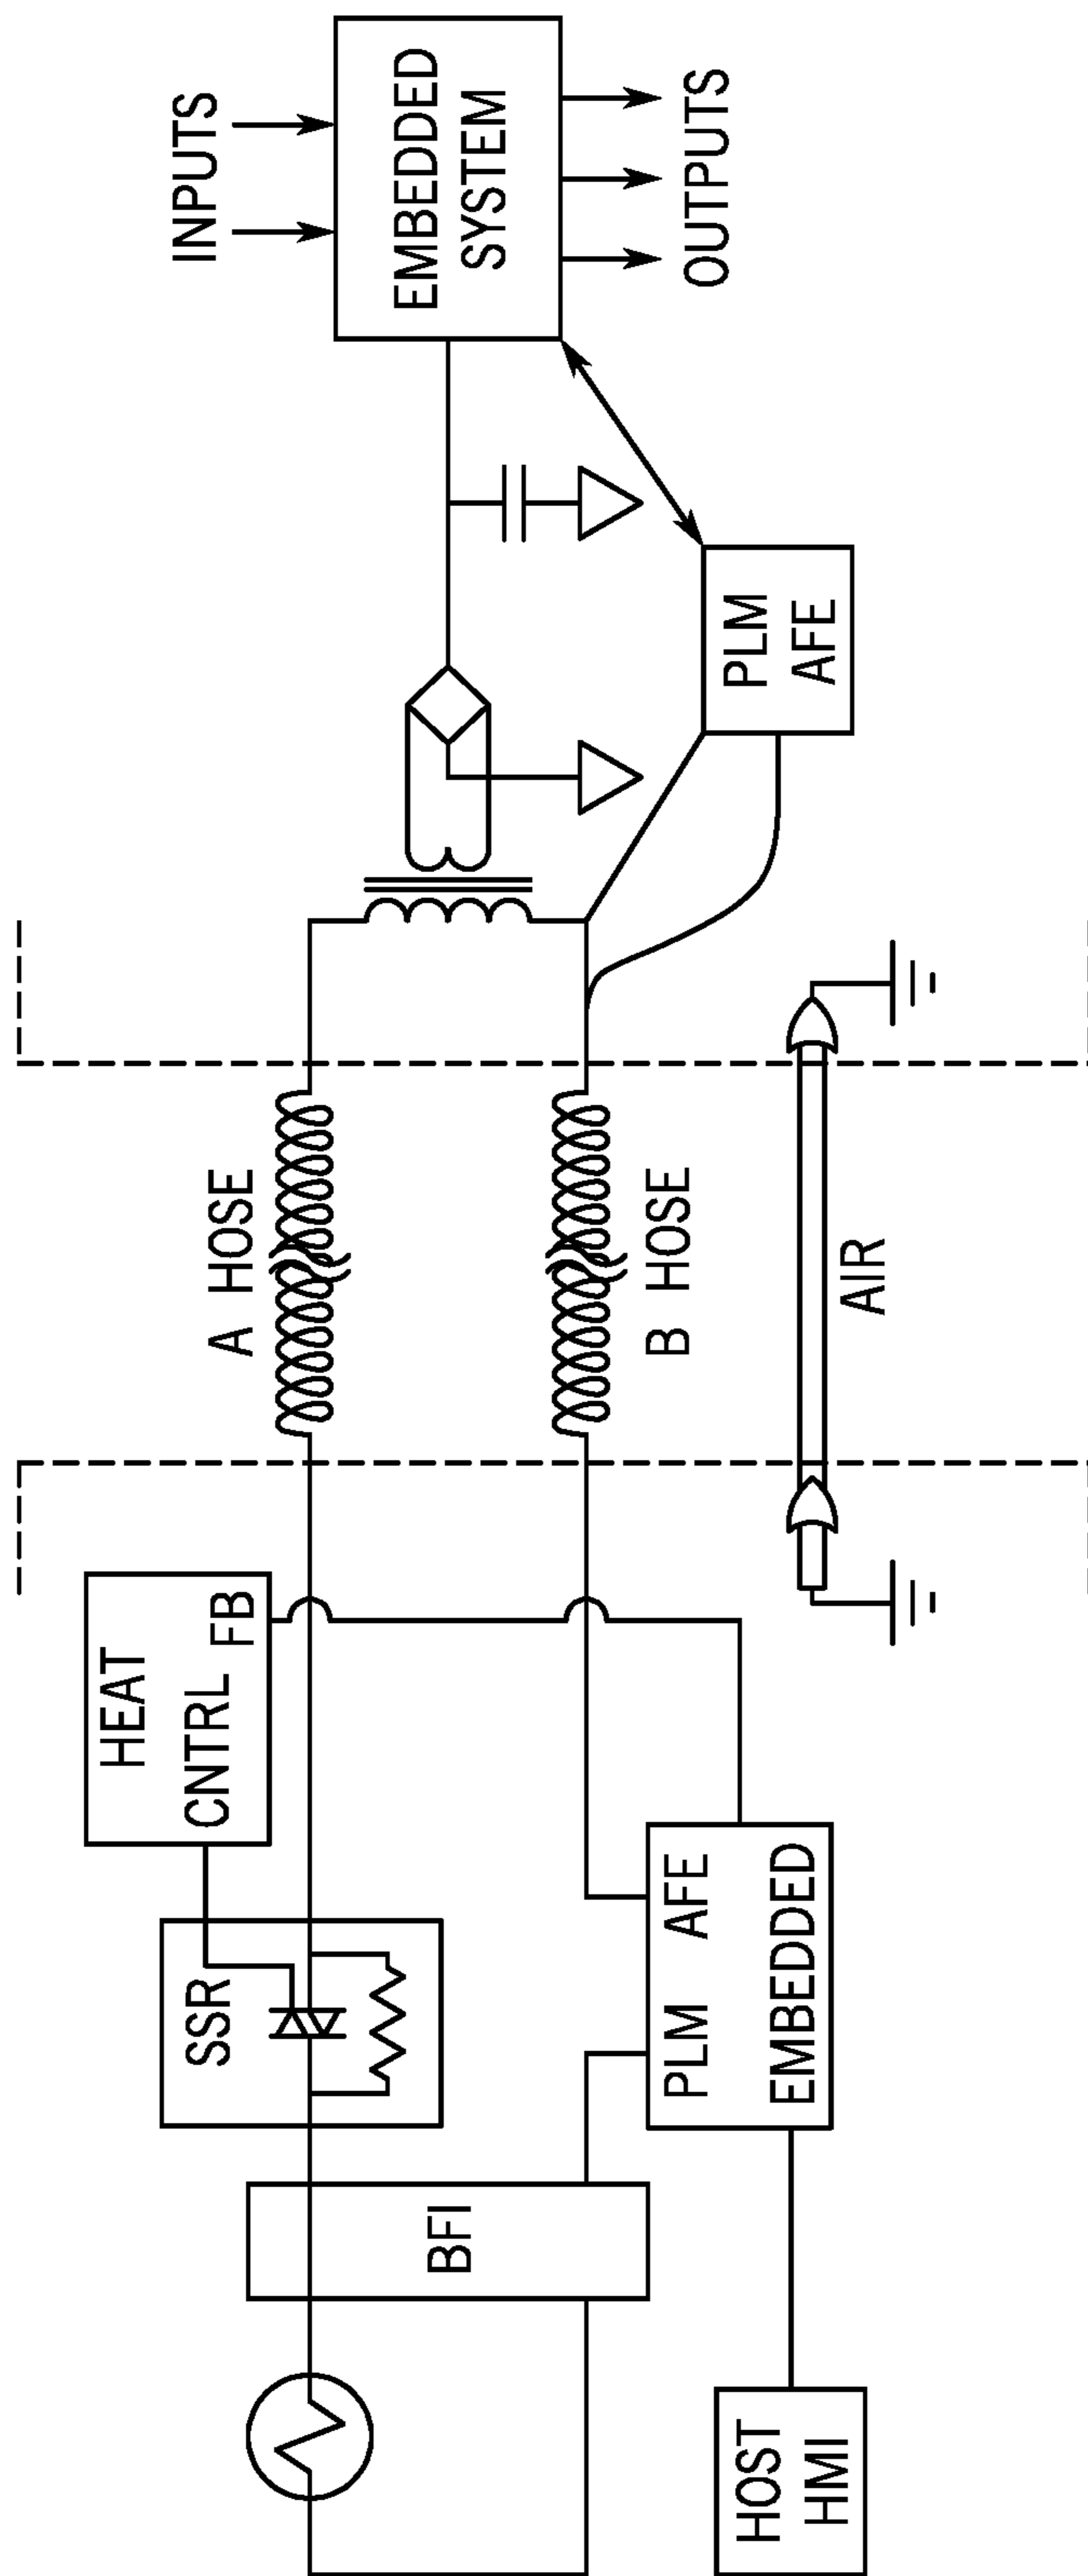 HOST
HMI
BFI
SSR
HEAT
CNTRL FB
PLM AFE
EMBEDDED
A HOSE
B HOSE
AIR
PLM
AFE
INPUTS
EMBEDDED
SYSTEM
OUTPUTS